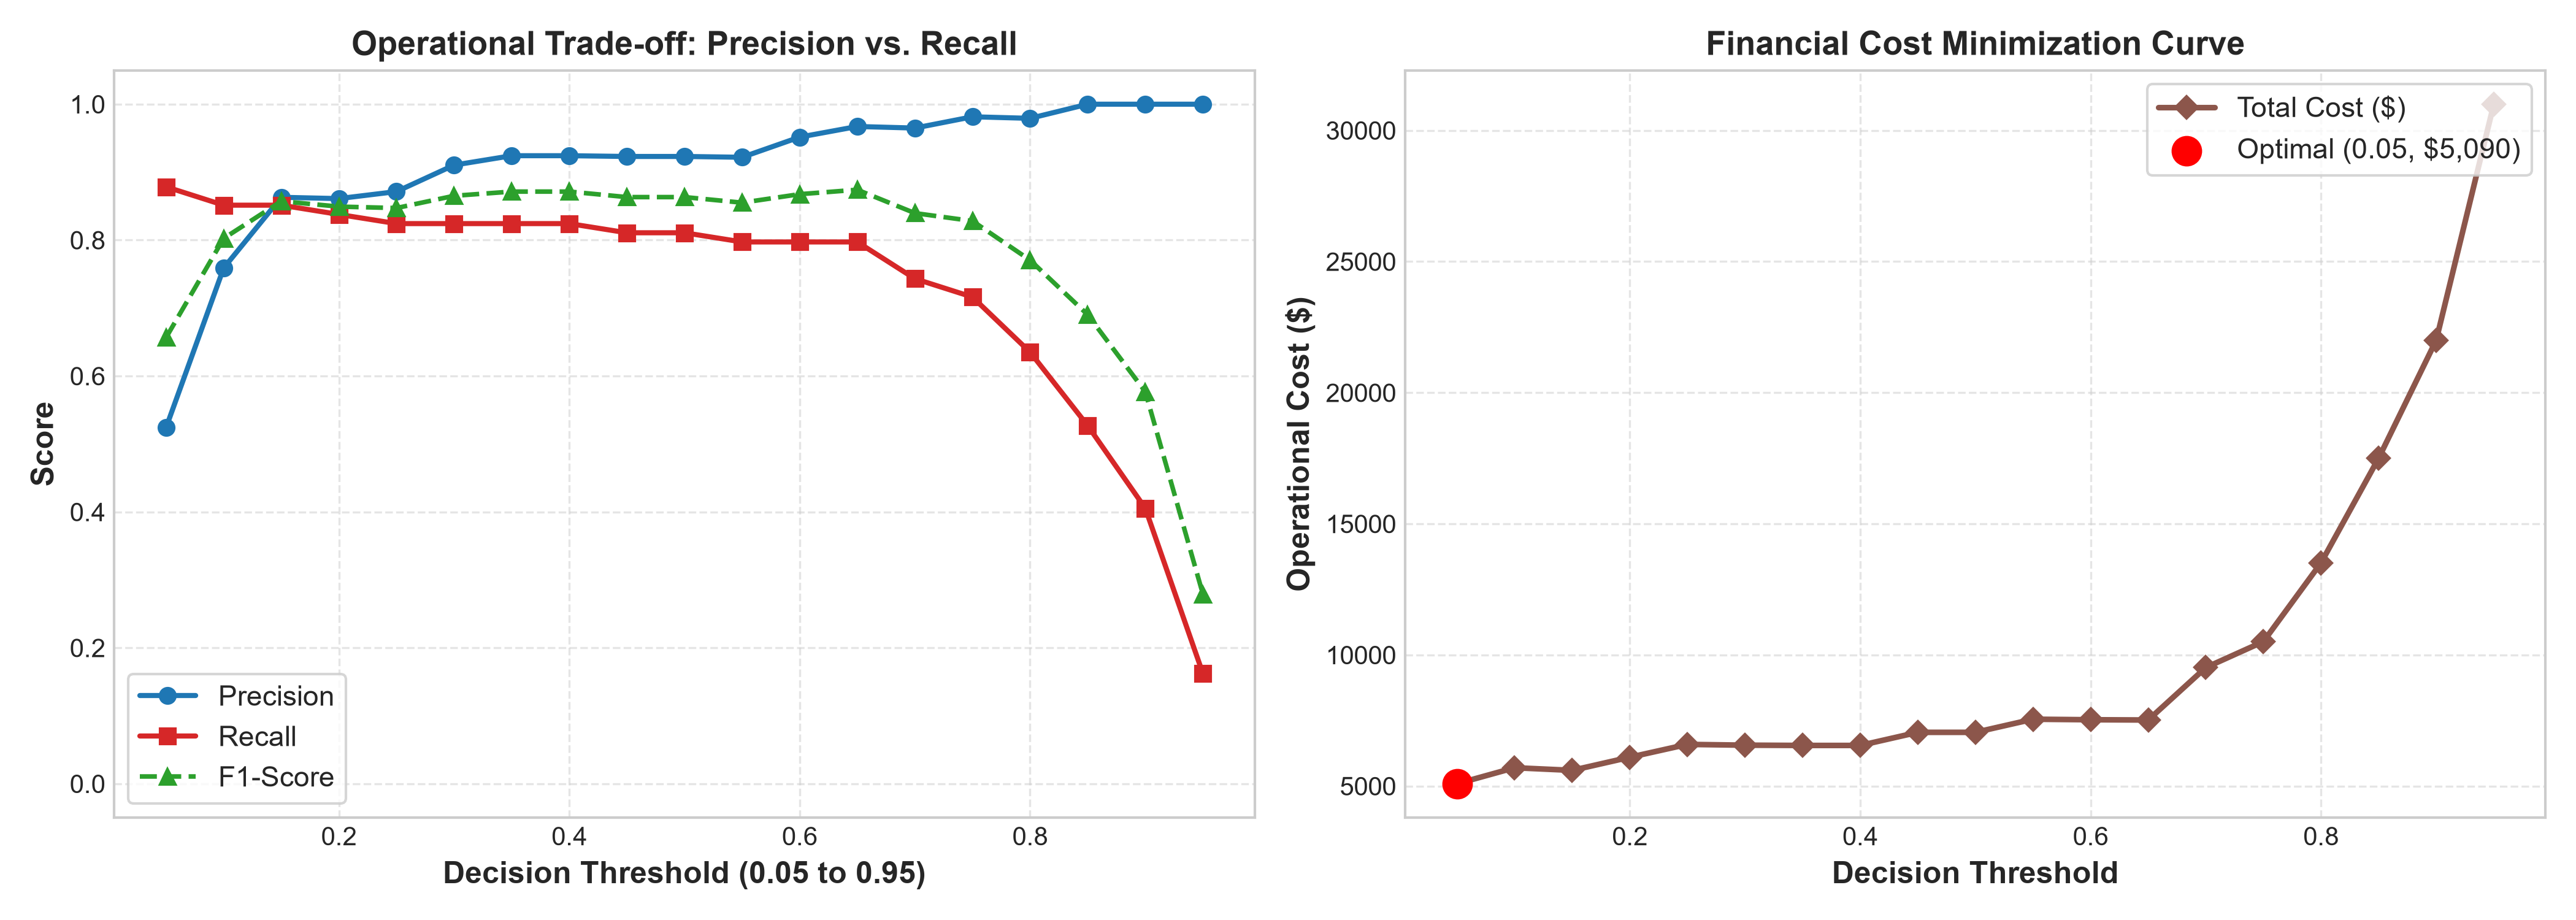 Operational Trade-off: Precision vs. Recall
1.0
0.8
0.6
0.4
0.2
0.0
Score
Precision
Recall
F1-Score
0.2
0.4
0.6
0.8
Decision Threshold (0.05 to 0.95)
Financial Cost Minimization Curve
Total Cost ($)
Optimal (0.05, $5,090)
30000
25000
20000
15000
10000
5000
Operational Cost ($)
0.2
0.4
0.6
0.8
Decision Threshold